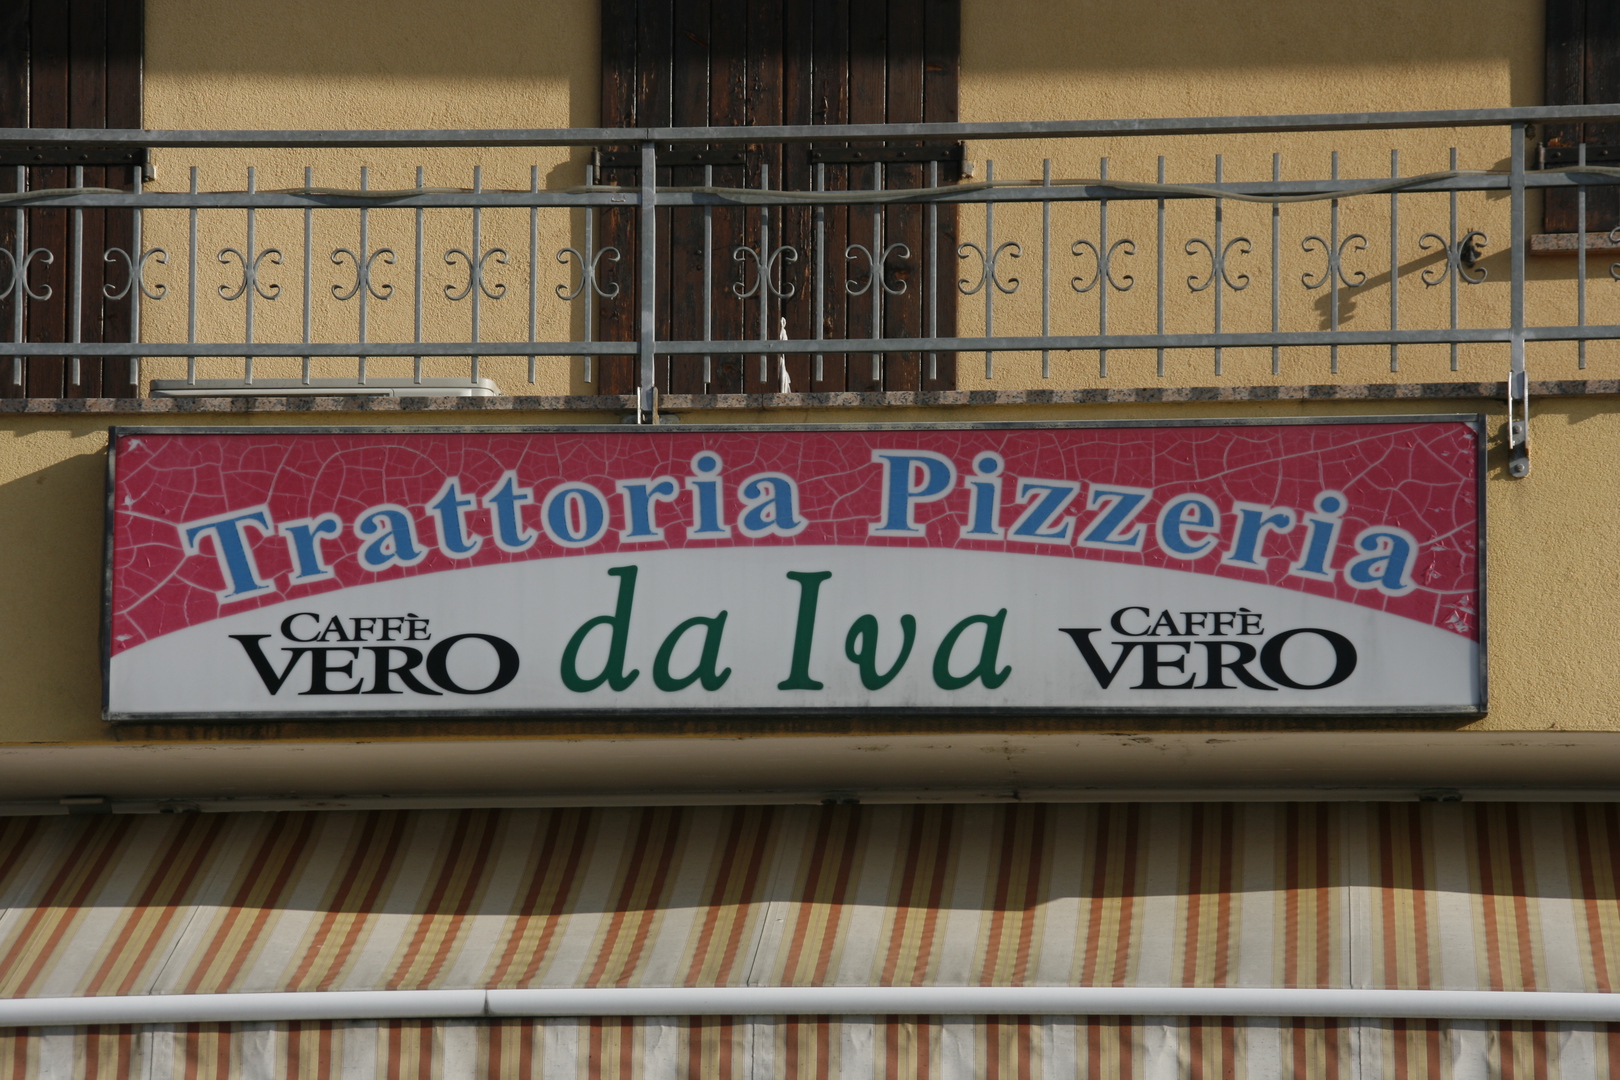 Trattoria Pizzeria
CAFFÈ
VERO
da Iva
CAFFÈ
VERO